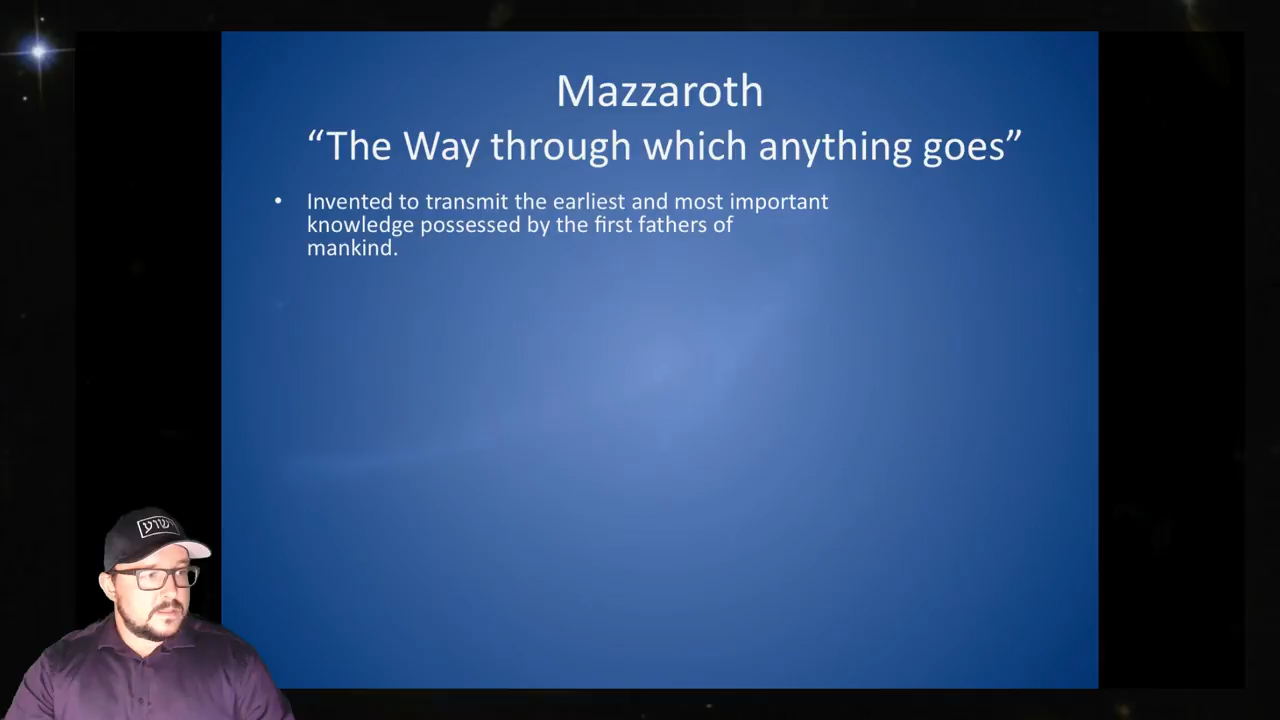 Mazzaroth
“The Way through which anything goes”
• Invented to transmit the earliest and most important
knowledge possessed by the first fathers of
mankind.
ישוע